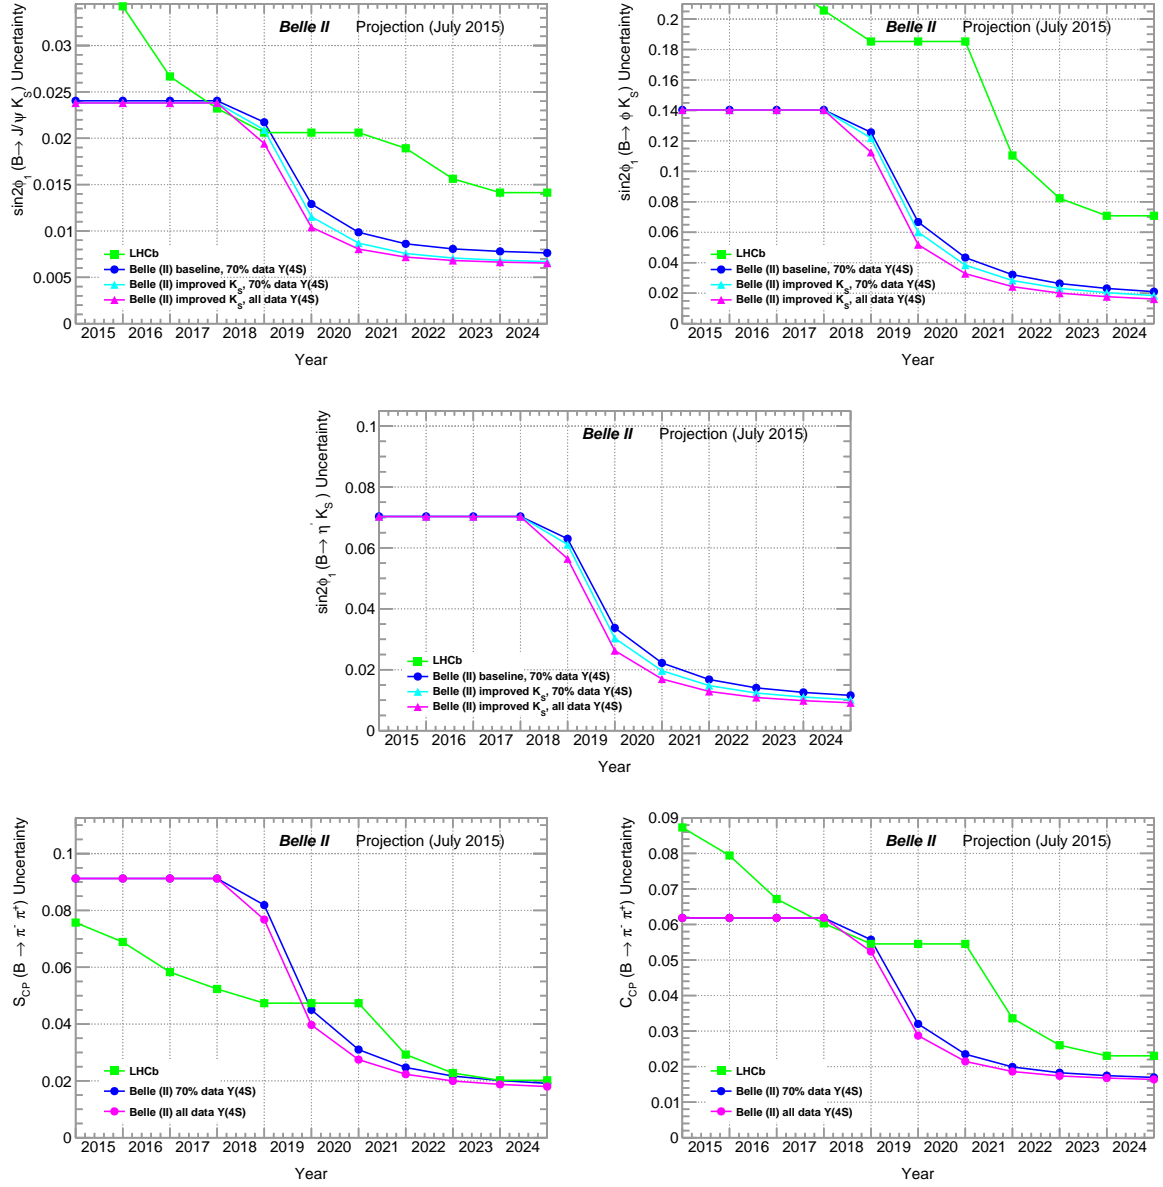 Belle II Projection (July 2015)
sin2ϕ₁ (B→ J/ψ K_S) Uncertainty
0.03
0.025
0.02
0.015
0.01
0.005
0
LHCb
Belle (II) baseline, 70% data Y(4S)
Belle (II) improved K_S, 70% data Y(4S)
Belle (II) improved K_S, all data Y(4S)
2015 2016 2017 2018 2019 2020 2021 2022 2023 2024
Year
Belle II Projection (July 2015)
sin2ϕ₁ (B→ ϕ K_S) Uncertainty
0.2
0.18
0.16
0.14
0.12
0.1
0.08
0.06
0.04
0.02
0
LHCb
Belle (II) baseline, 70% data Y(4S)
Belle (II) improved K_S, 70% data Y(4S)
Belle (II) improved K_S, all data Y(4S)
2015 2016 2017 2018 2019 2020 2021 2022 2023 2024
Year
Belle II Projection (July 2015)
sin2ϕ₁ (B→ η' K_S) Uncertainty
0.1
0.08
0.06
0.04
0.02
0
LHCb
Belle (II) baseline, 70% data Y(4S)
Belle (II) improved K_S, 70% data Y(4S)
Belle (II) improved K_S, all data Y(4S)
2015 2016 2017 2018 2019 2020 2021 2022 2023 2024
Year
Belle II Projection (July 2015)
S_CP (B → π⁻ π⁺) Uncertainty
0.1
0.08
0.06
0.04
0.02
0
LHCb
Belle (II) 70% data Y(4S)
Belle (II) all data Y(4S)
2015 2016 2017 2018 2019 2020 2021 2022 2023 2024
Year
Belle II Projection (July 2015)
C_CP (B → π⁻ π⁺) Uncertainty
0.09
0.08
0.07
0.06
0.05
0.04
0.03
0.02
0.01
0
LHCb
Belle (II) 70% data Y(4S)
Belle (II) all data Y(4S)
2015 2016 2017 2018 2019 2020 2021 2022 2023 2024
Year